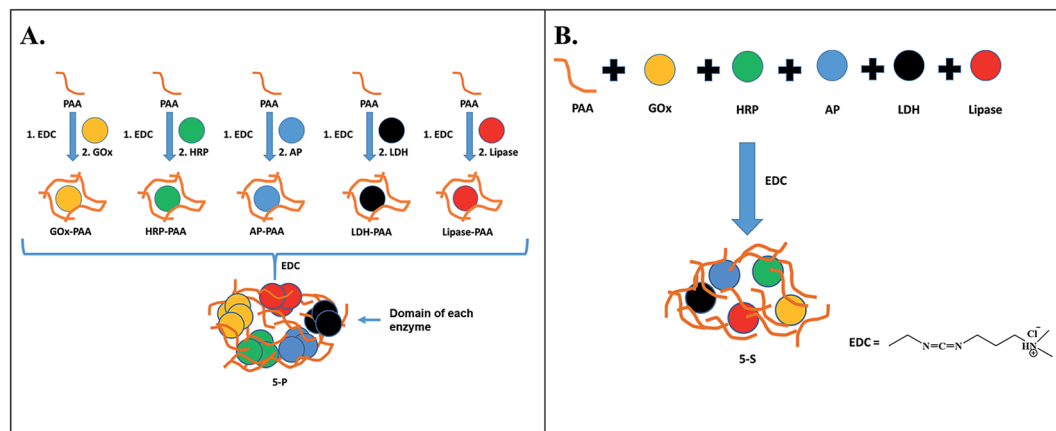 A.
PAA PAA PAA PAA PAA
1. EDC 1. EDC 1. EDC 1. EDC 1. EDC
2. GOx 2. HRP 2. AP 2. LDH 2. Lipase
GOx-PAA HRP-PAA AP-PAA LDH-PAA Lipase-PAA
EDC
Domain of each
enzyme
5-P
B.
PAA GOx HRP AP LDH Lipase
EDC
5-S
EDC = N=C=N HN⊕ Cl⁻